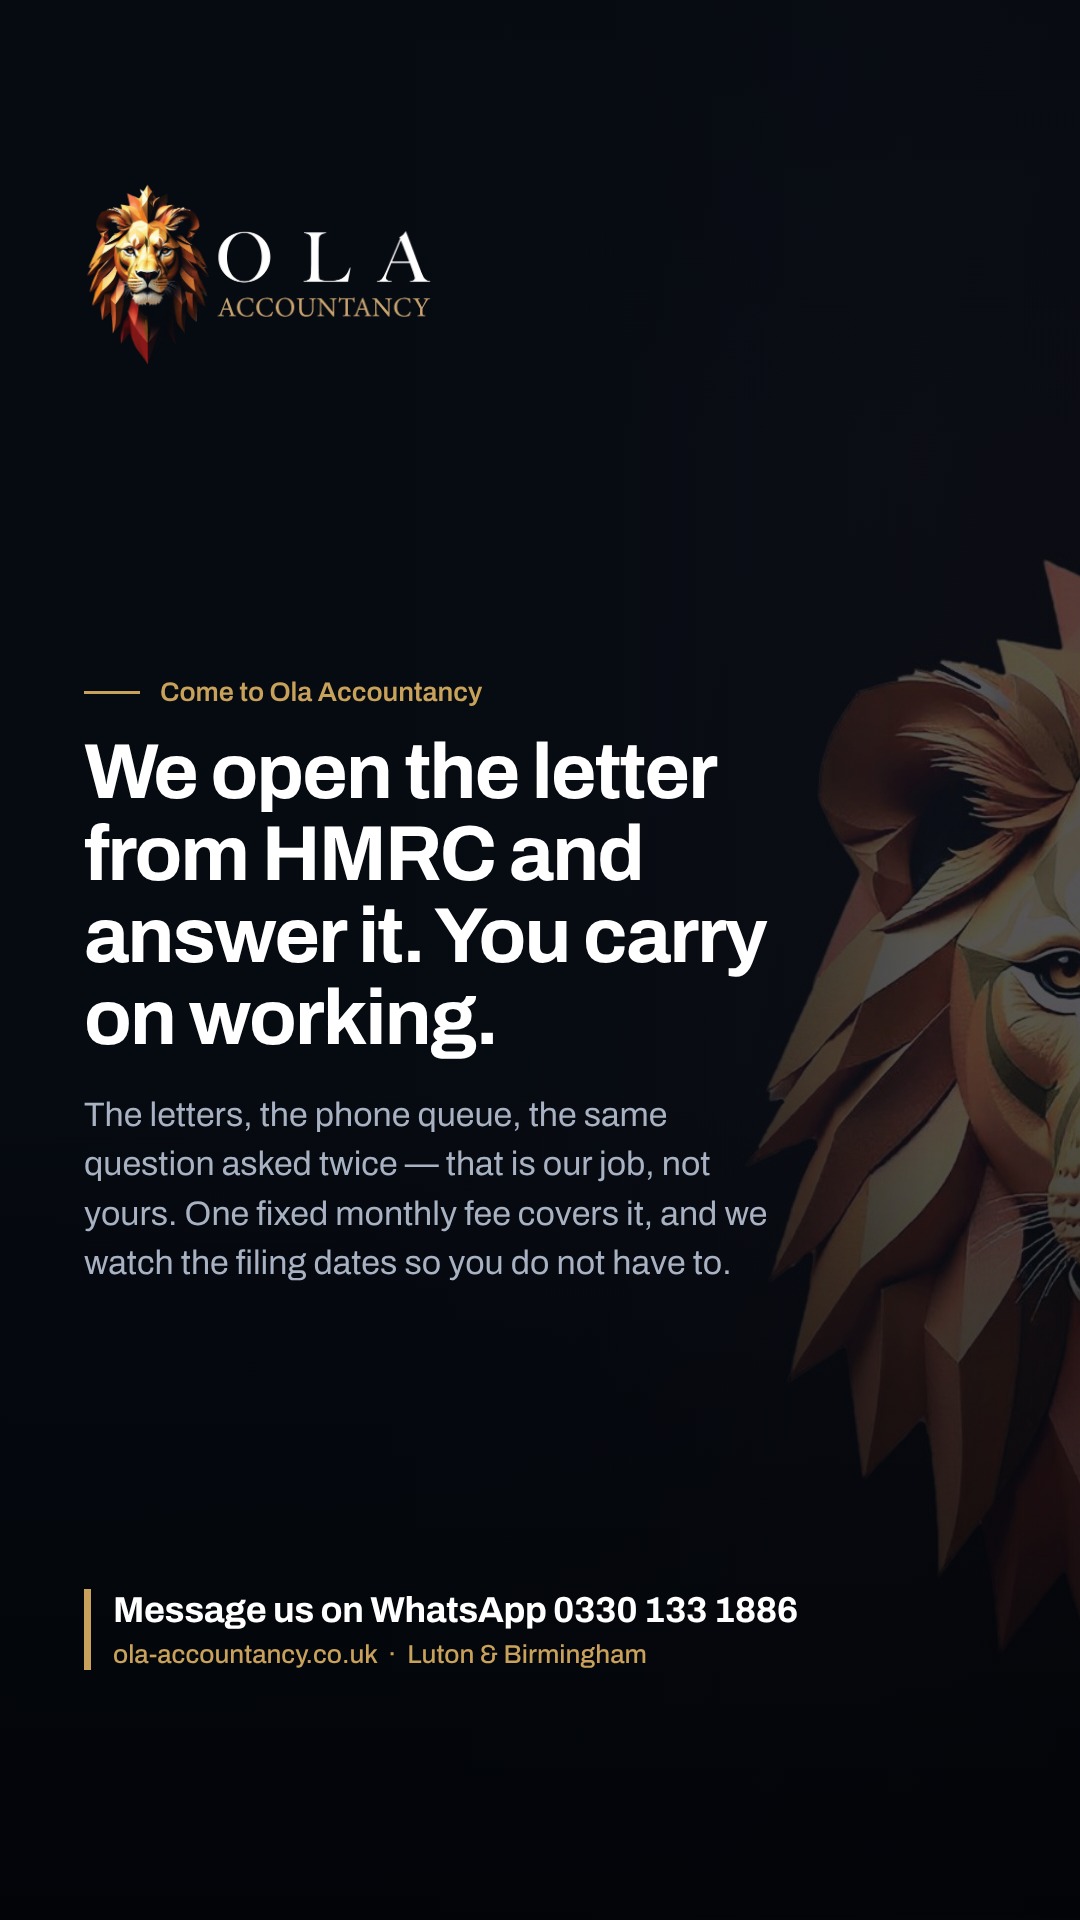 OLA
ACCOUNTANCY
Come to Ola Accountancy
We open the letter
from HMRC and
answer it. You carry
on working.
The letters, the phone queue, the same
question asked twice — that is our job, not
yours. One fixed monthly fee covers it, and we
watch the filing dates so you do not have to.
Message us on WhatsApp 0330 133 1886
ola-accountancy.co.uk · Luton & Birmingham